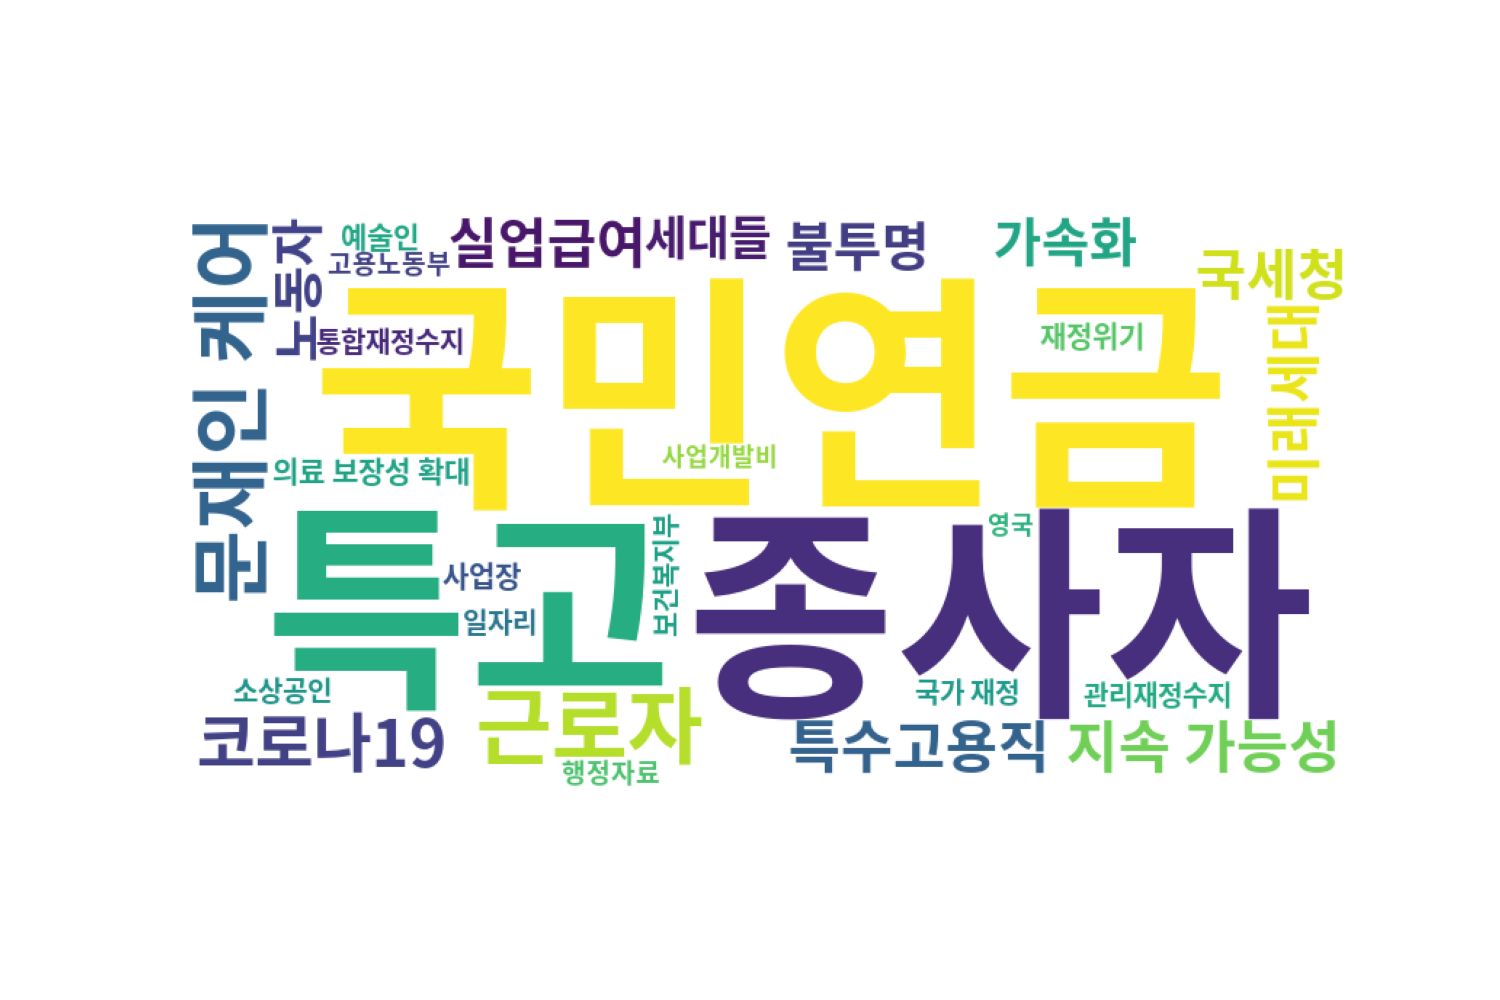 문재인 케어
노동자
예술인
고용노동부
실업급여
세대들
불투명
가속화
국세청
미래세대
통합재정수지
국민연금
재정위기
사업개발비
의료 보장성 확대
특고
사업장
일자리
보건복지부
종사자
영국
소상공인
코로나19
근로자
행정자료
국가 재정
관리재정수지
특수고용직
지속 가능성